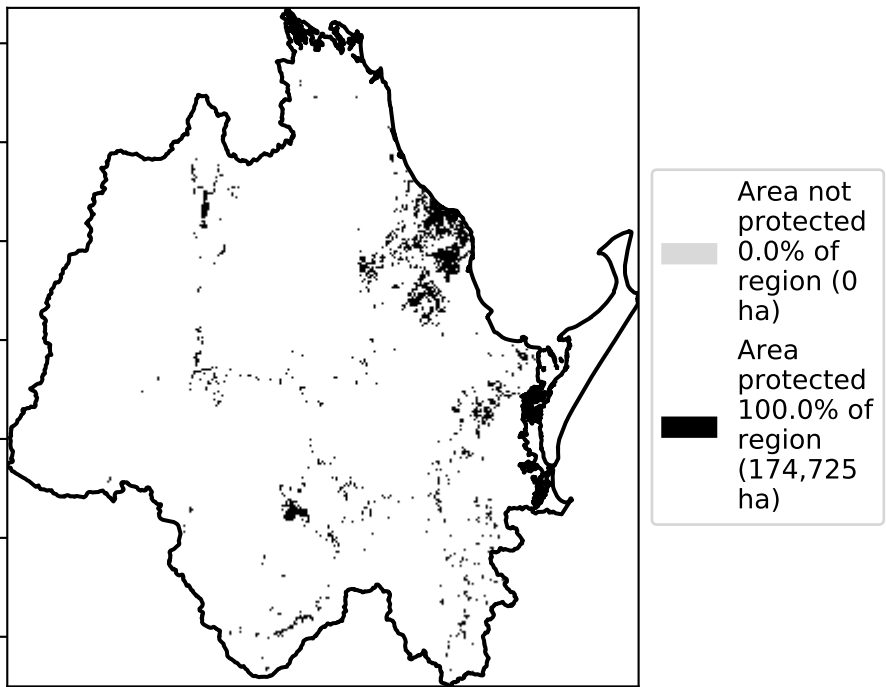 Area not
protected
0.0% of
region (0
ha)
Area
protected
100.0% of
region
(174,725
ha)